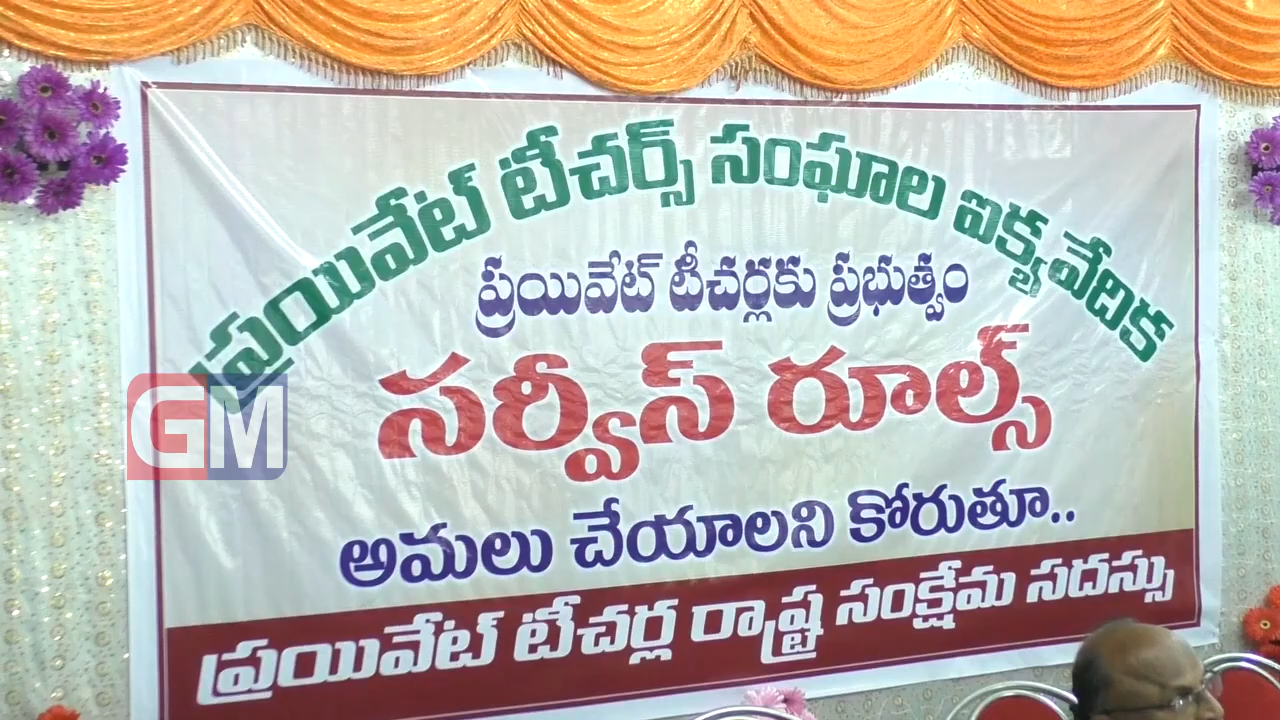 ప్రయివేట్ టీచర్స్ సంఘాల ఐక్యవేదిక
ప్రయివేట్ టీచర్లకు ప్రభుత్వం
సర్వీస్ రూల్స్
GM
అమలు చేయాలని కోరుతూ..
ప్రయివేట్ టీచర్ల రాష్ట్ర సంక్షేమ సదస్సు